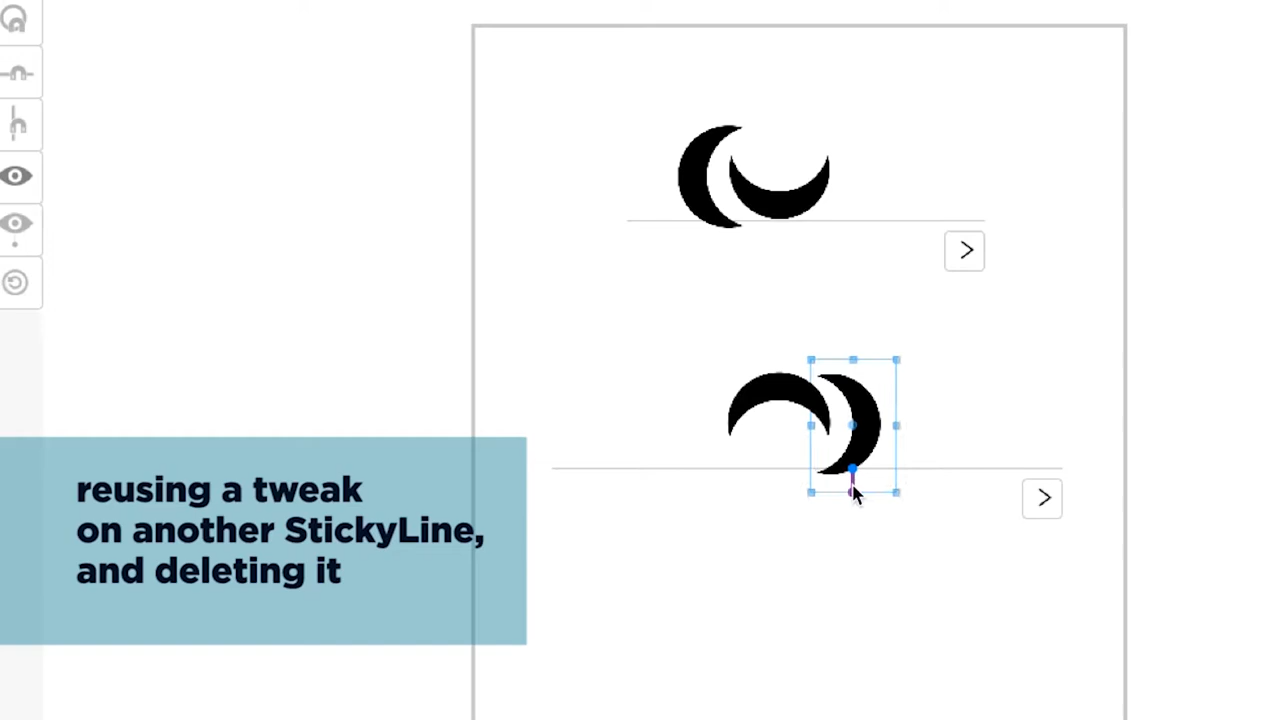 reusing a tweak
on another StickyLine,
and deleting it